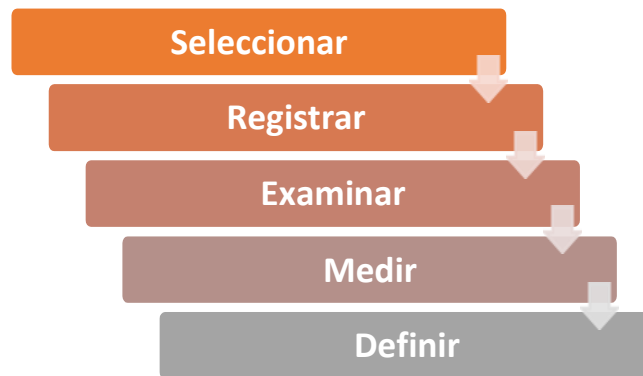 Seleccionar
Registrar
Examinar
Medir
Definir